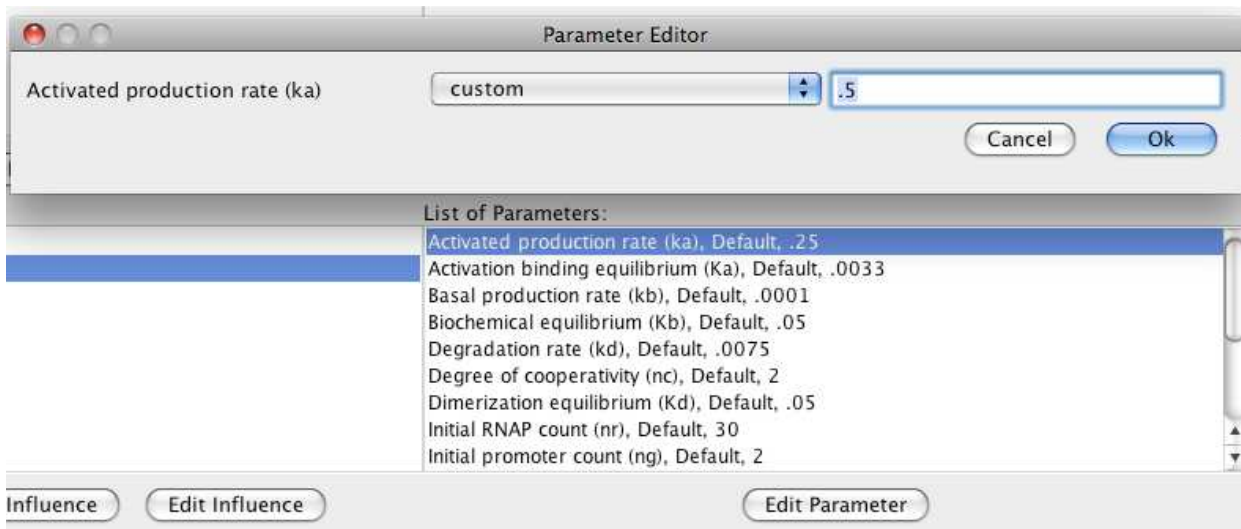 Parameter Editor
Activated production rate (ka) custom .5
Cancel Ok
List of Parameters:
Activated production rate (ka), Default, .25
Activation binding equilibrium (Ka), Default, .0033
Basal production rate (kb), Default, .0001
Biochemical equilibrium (Kb), Default, .05
Degradation rate (kd), Default, .0075
Degree of cooperativity (nc), Default, 2
Dimerization equilibrium (Kd), Default, .05
Initial RNAP count (nr), Default, 30
Initial promoter count (ng), Default, 2
Influence Edit Influence Edit Parameter